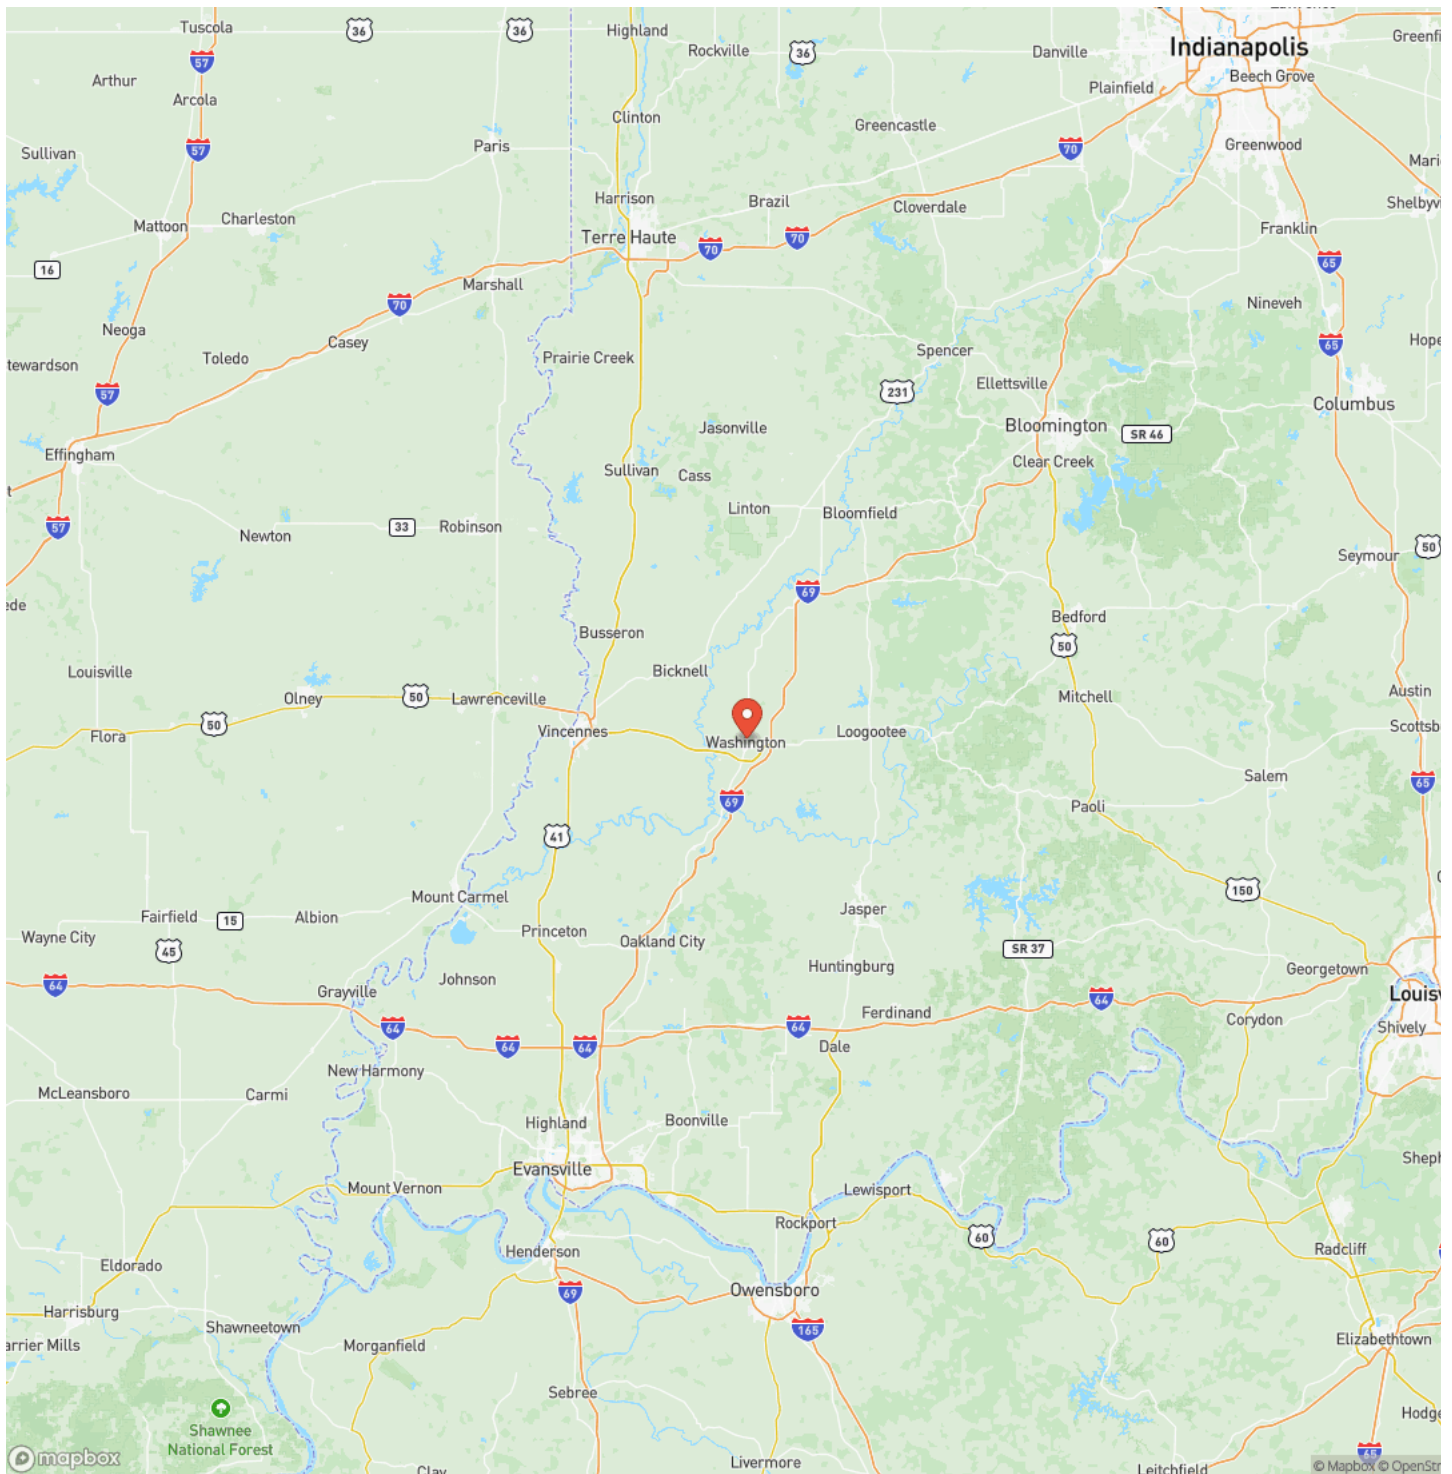 Tuscola
36
36
Highland
Rockville
36
Danville
Indianapolis
Greenfi
57
Arthur
Arcola
Plainfield
Beech Grove
Clinton
Greencastle
57
Sullivan
Paris
70
Greenwood
Mari
Harrison
Brazil
Cloverdale
Shelbyvi
Mattoon
Charleston
Terre Haute
70
70
Franklin
65
16
Marshall
70
Nineveh
Neoga
Casey
Toledo
Prairie Creek
Spencer
65
Hope
tewardson
57
231
Ellettsville
Columbus
Jasonville
Bloomington
SR 46
Effingham
Sullivan
Cass
Clear Creek
t
Linton
Bloomfield
57
Newton
33
Robinson
Seymour
50
69
ede
Busseron
Bedford
50
Louisville
Bicknell
Olney
50
Lawrenceville
Mitchell
Austin
50
Flora
Vincennes
Washington
Loogootee
Scottsb
Salem
65
69
Paoli
41
150
Mount Carmel
Fairfield
15
Albion
Jasper
Wayne City
45
Princeton
Oakland City
SR 37
64
Johnson
Huntingburg
Georgetown
Grayville
64
Louisv
64
64
64
Ferdinand
Corydon
Shively
Dale
New Harmony
McLeansboro
Carmi
Highland
Boonville
Evansville
Sheph
Mount Vernon
Lewisport
Rockport
60
60
Henderson
Radcliff
Eldorado
69
Owensboro
Harrisburg
Shawneetown
165
arrier Mills
Morganfield
Elizabethtown
Sebree
Hodge
Shawnee
National Forest
65
mapbox
Clay
Livermore
Leitchfield
© Mapbox © OpenStr